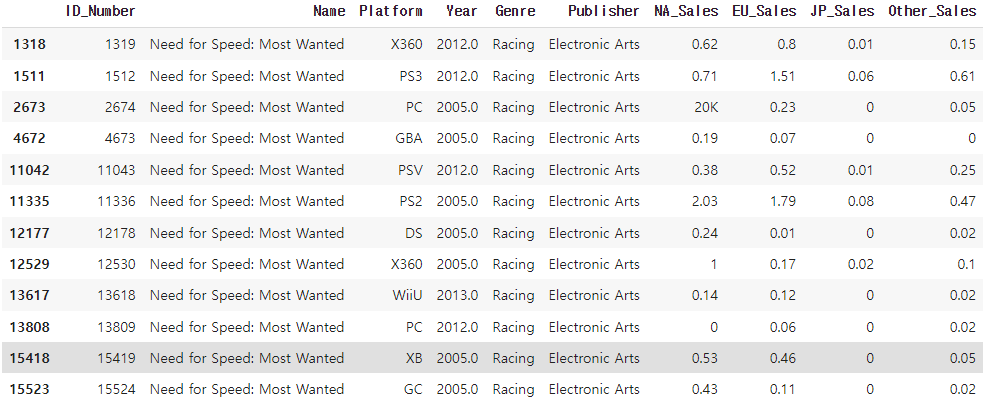 ID_Number Name Platform Year Genre Publisher NA_Sales EU_Sales JP_Sales Other_Sales
1318 1319 Need for Speed: Most Wanted X360 2012.0 Racing Electronic Arts 0.62 0.8 0.01 0.15
1511 1512 Need for Speed: Most Wanted PS3 2012.0 Racing Electronic Arts 0.71 1.51 0.06 0.61
2673 2674 Need for Speed: Most Wanted PC 2005.0 Racing Electronic Arts 20K 0.23 0 0.05
4672 4673 Need for Speed: Most Wanted GBA 2005.0 Racing Electronic Arts 0.19 0.07 0 0
11042 11043 Need for Speed: Most Wanted PSV 2012.0 Racing Electronic Arts 0.38 0.52 0.01 0.25
11335 11336 Need for Speed: Most Wanted PS2 2005.0 Racing Electronic Arts 2.03 1.79 0.08 0.47
12177 12178 Need for Speed: Most Wanted DS 2005.0 Racing Electronic Arts 0.24 0.01 0 0.02
12529 12530 Need for Speed: Most Wanted X360 2005.0 Racing Electronic Arts 1 0.17 0.02 0.1
13617 13618 Need for Speed: Most Wanted WiiU 2013.0 Racing Electronic Arts 0.14 0.12 0 0.02
13808 13809 Need for Speed: Most Wanted PC 2012.0 Racing Electronic Arts 0 0.06 0 0.02
15418 15419 Need for Speed: Most Wanted XB 2005.0 Racing Electronic Arts 0.53 0.46 0 0.05
15523 15524 Need for Speed: Most Wanted GC 2005.0 Racing Electronic Arts 0.43 0.11 0 0.02